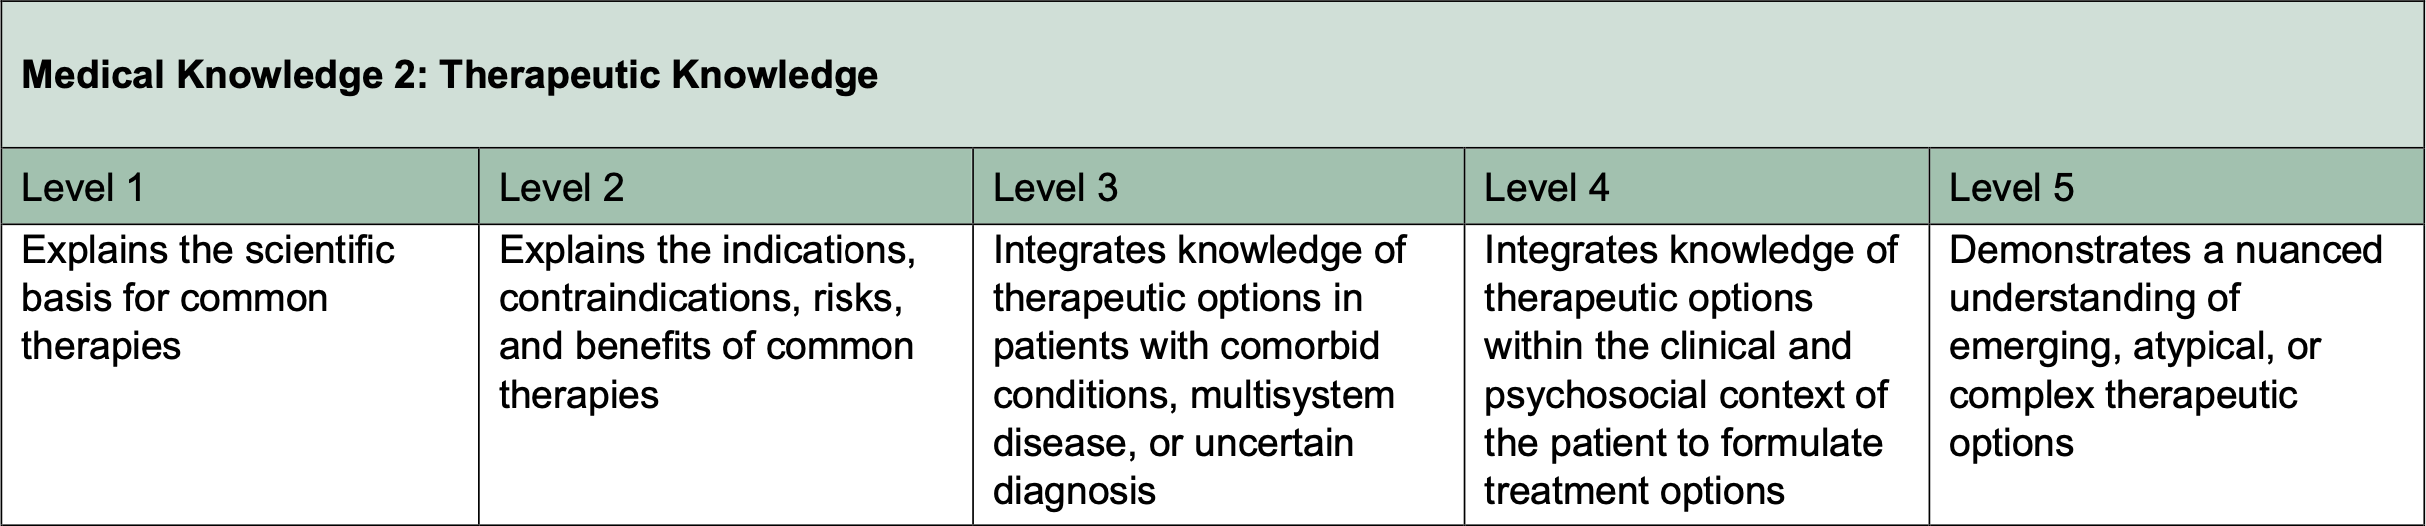 Medical Knowledge 2: Therapeutic Knowledge
Level 1
Level 2
Level 3
Level 4
Level 5
Explains the scientific
basis for common
therapies
Explains the indications,
contraindications, risks,
and benefits of common
therapies
Integrates knowledge of
therapeutic options in
patients with comorbid
conditions, multisystem
disease, or uncertain
diagnosis
Integrates knowledge of
therapeutic options
within the clinical and
psychosocial context of
the patient to formulate
treatment options
Demonstrates a nuanced
understanding of
emerging, atypical, or
complex therapeutic
options